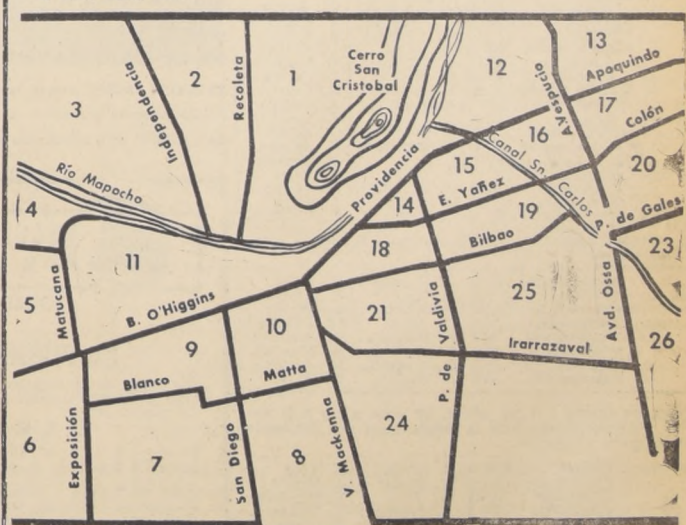 13
Cerro
San
Cristobal
Apoquindo
12
2
1
3
Independencia
Recoleta
A.Vespucio
17
Colón
16
Río Mapocho
Providencia
Canal Sn. Carlos
15
20
E. Yañez
4
14
19
A. de Gales
11
18
Bilbao
23
5
Matucana
B. O'Higgins
21
Valdivia
25
Avd. Ossa
10
9
Irarrazaval
26
Blanco
Matta
P. de
6
Exposición
7
San Diego
8
V. Mackenna
24